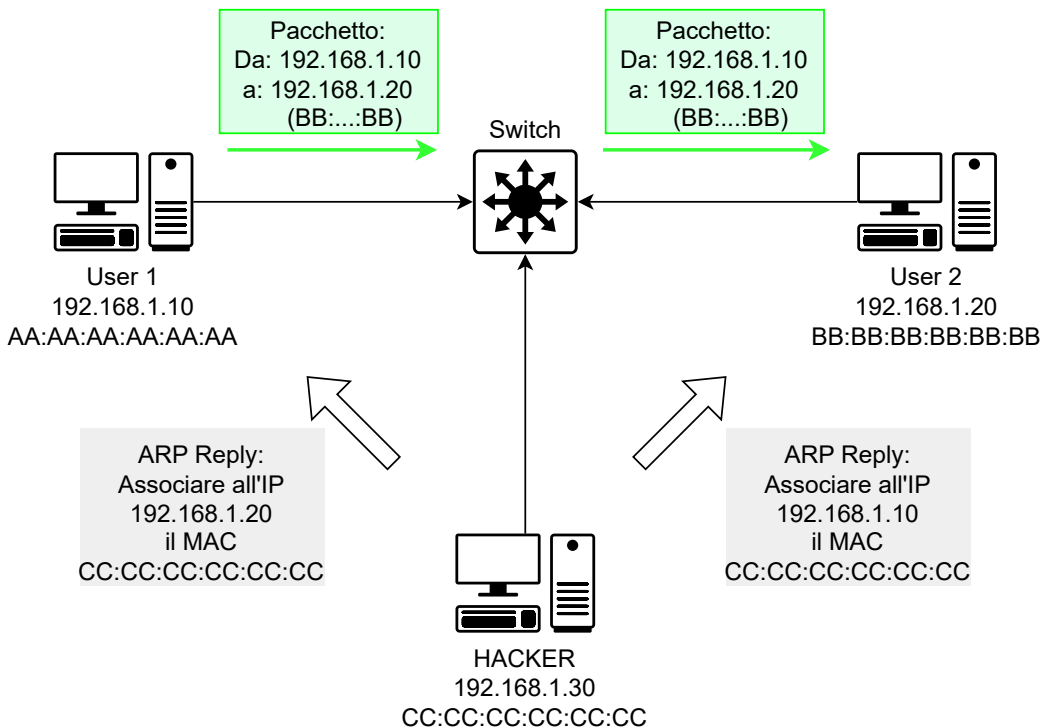 Pacchetto:
Da: 192.168.1.10
a: 192.168.1.20
(BB:...:BB)
Pacchetto:
Da: 192.168.1.10
a: 192.168.1.20
(BB:...:BB)
Switch
User 1
192.168.1.10
AA:AA:AA:AA:AA:AA
User 2
192.168.1.20
BB:BB:BB:BB:BB:BB
ARP Reply:
Associare all'IP
192.168.1.20
il MAC
CC:CC:CC:CC:CC:CC
ARP Reply:
Associare all'IP
192.168.1.10
il MAC
CC:CC:CC:CC:CC:CC
HACKER
192.168.1.30
CC:CC:CC:CC:CC:CC